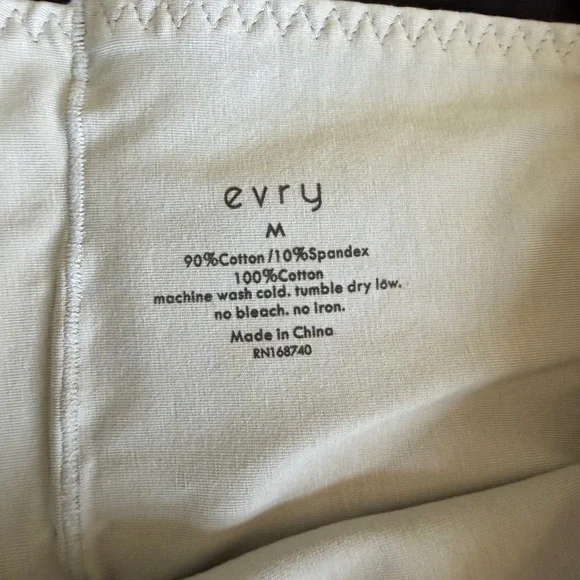 evry
M
90%Cotton/10%Spandex
100%Cotton
machine wash cold. tumble dry low.
no bleach. no iron.
Made in China
RN168740